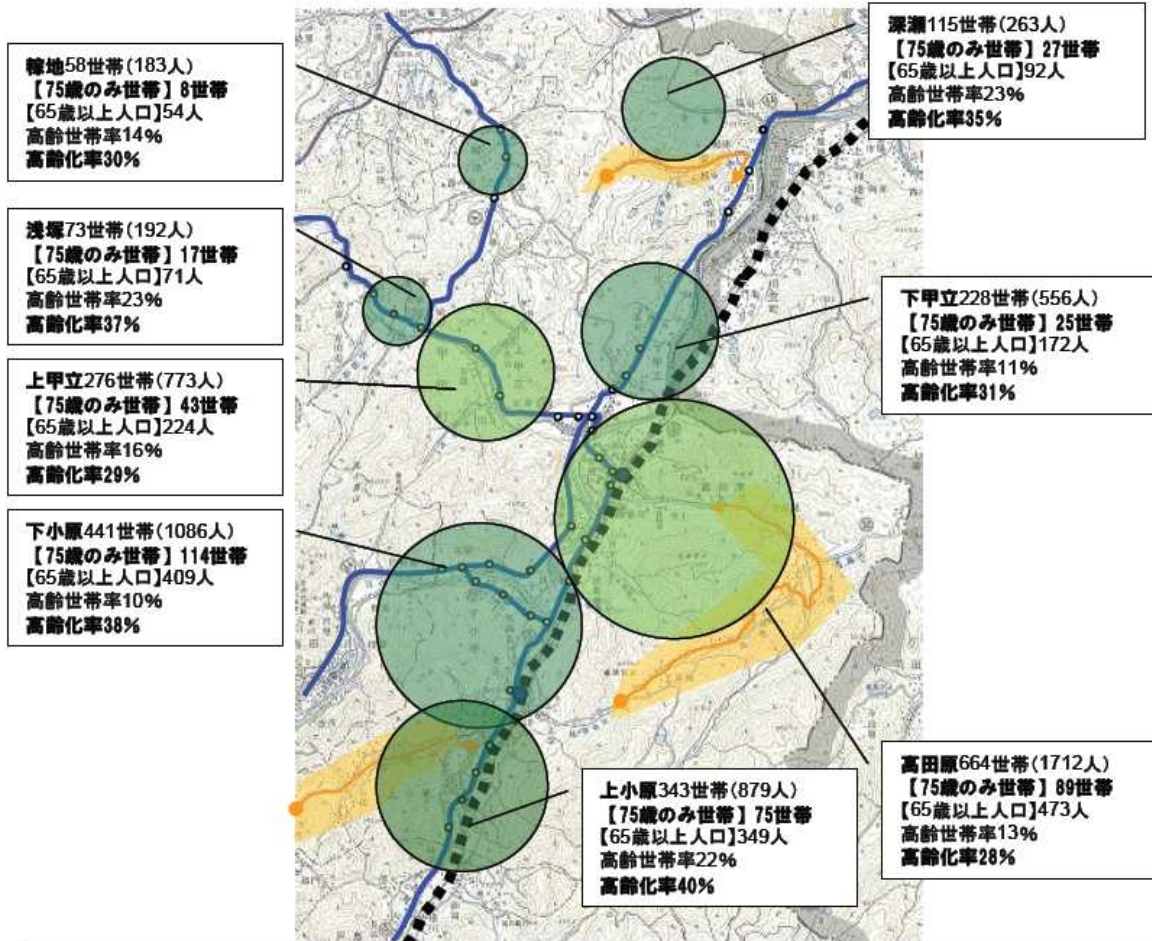 稼地58世帯(183人)
【75歳のみ世帯】8世帯
【65歳以上人口】54人
高齢世帯率14%
高齢化率30%
浅塚73世帯(192人)
【75歳のみ世帯】17世帯
【65歳以上人口】71人
高齢世帯率23%
高齢化率37%
上甲立276世帯(773人)
【75歳のみ世帯】43世帯
【65歳以上人口】224人
高齢世帯率16%
高齢化率29%
下小原441世帯(1086人)
【75歳のみ世帯】114世帯
【65歳以上人口】409人
高齢世帯率10%
高齢化率38%
深瀬115世帯(263人)
【75歳のみ世帯】27世帯
【65歳以上人口】92人
高齢世帯率23%
高齢化率35%
下甲立228世帯(556人)
【75歳のみ世帯】25世帯
【65歳以上人口】172人
高齢世帯率11%
高齢化率31%
高田原664世帯(1712人)
【75歳のみ世帯】89世帯
【65歳以上人口】473人
高齢世帯率13%
高齢化率28%
上小原343世帯(879人)
【75歳のみ世帯】75世帯
【65歳以上人口】349人
高齢世帯率22%
高齢化率40%